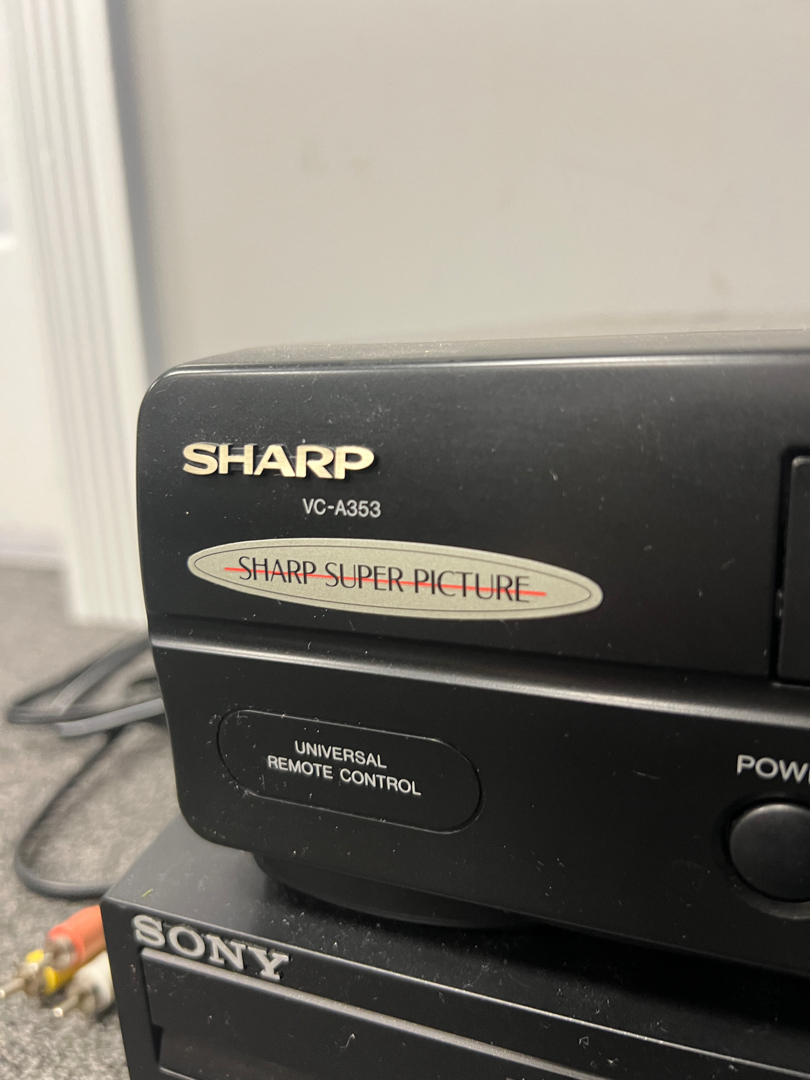 SHARP
VC-A353
SHARP SUPER PICTURE
UNIVERSAL
REMOTE CONTROL
SONY